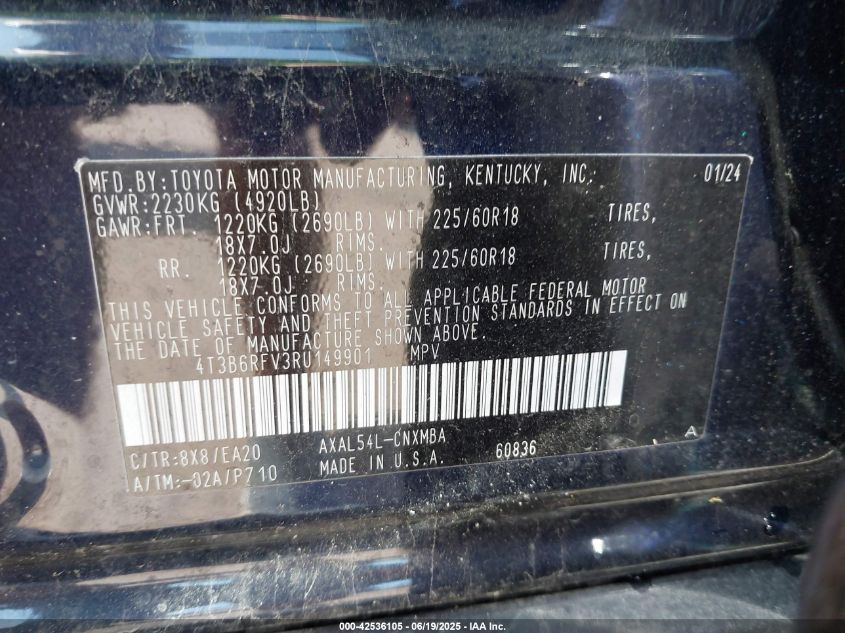 MFD.BY:TOYOTA MOTOR MANUFACTURING, KENTUCKY, INC. 01/24
GVWR:2230KG (4920LB)
GAWR:FRT. 1220KG (2690LB) WITH 225/60R18 TIRES,
18X7.0J RIMS.
RR. 1220KG (2690LB) WITH 225/60R18 TIRES,
18X7.0J RIMS.
THIS VEHICLE CONFORMS TO ALL APPLICABLE FEDERAL MOTOR
VEHICLE SAFETY AND THEFT PREVENTION STANDARDS IN EFFECT ON
THE DATE OF MANUFACTURE SHOWN ABOVE.
4T3B6RFV3RU149901 MPV
C/TR:8X8/EA20 AXAL54L-CNXMBA
A/TM:-02A/P710 MADE IN U.S.A. 60836 A
000-42536105 - 06/19/2025 - IAA Inc.